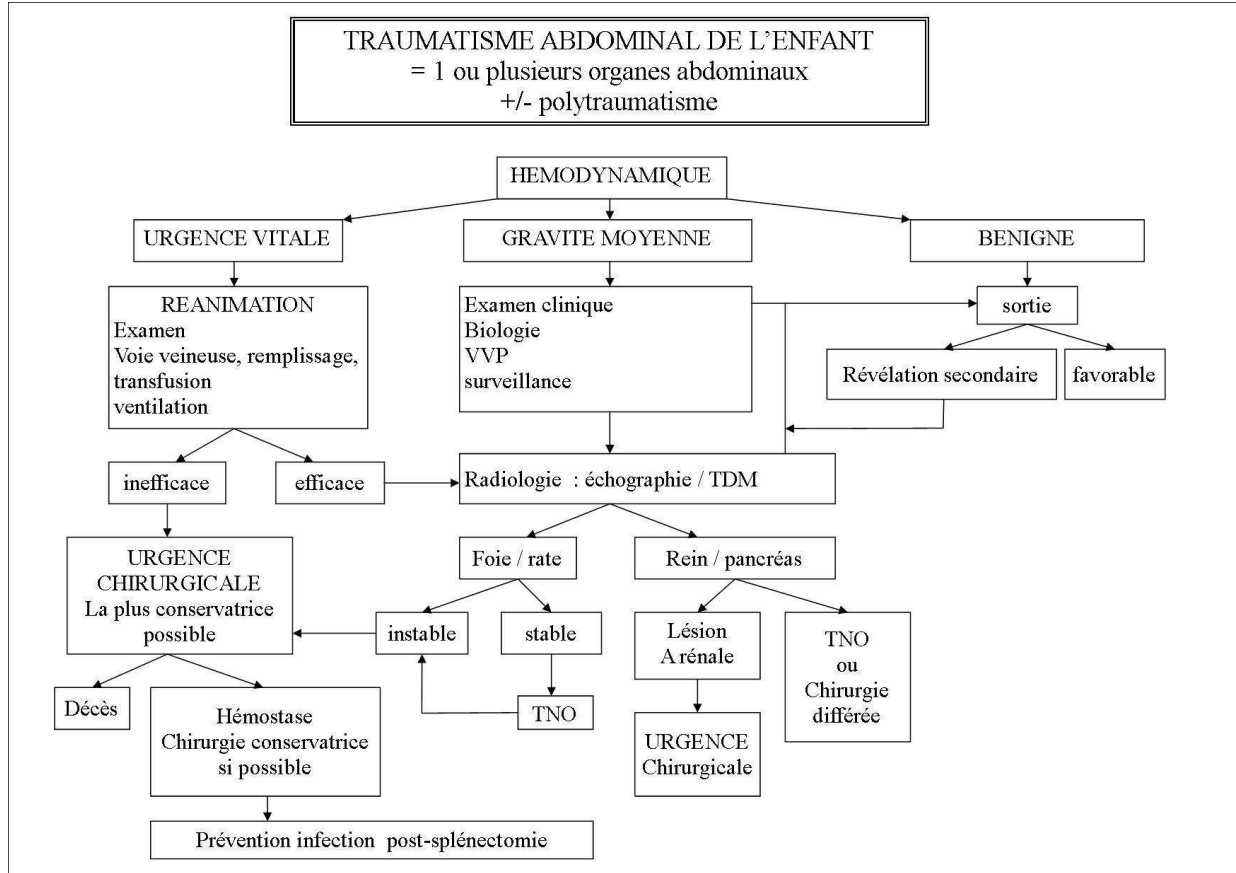 TRAUMATISME ABDOMINAL DE L'ENFANT
= 1 ou plusieurs organes abdominaux
+/- polytraumatisme
HEMODYNAMIQUE
URGENCE VITALE
GRAVITE MOYENNE
BENIGNE
REANIMATION
Examen
Voie veineuse, remplissage,
transfusion
ventilation
Examen clinique
Biologie
VVP
surveillance
sortie
Révélation secondaire
favorable
inefficace
efficace
Radiologie : échographie / TDM
URGENCE
CHIRURGICALE
La plus conservatrice
possible
Foie / rate
Rein / pancréas
instable
stable
Lésion
A rénale
TNO
ou
Chirurgie
différée
Décès
Hémostase
Chirurgie conservatrice
si possible
TNO
URGENCE
Chirurgicale
Prévention infection post-splénectomie